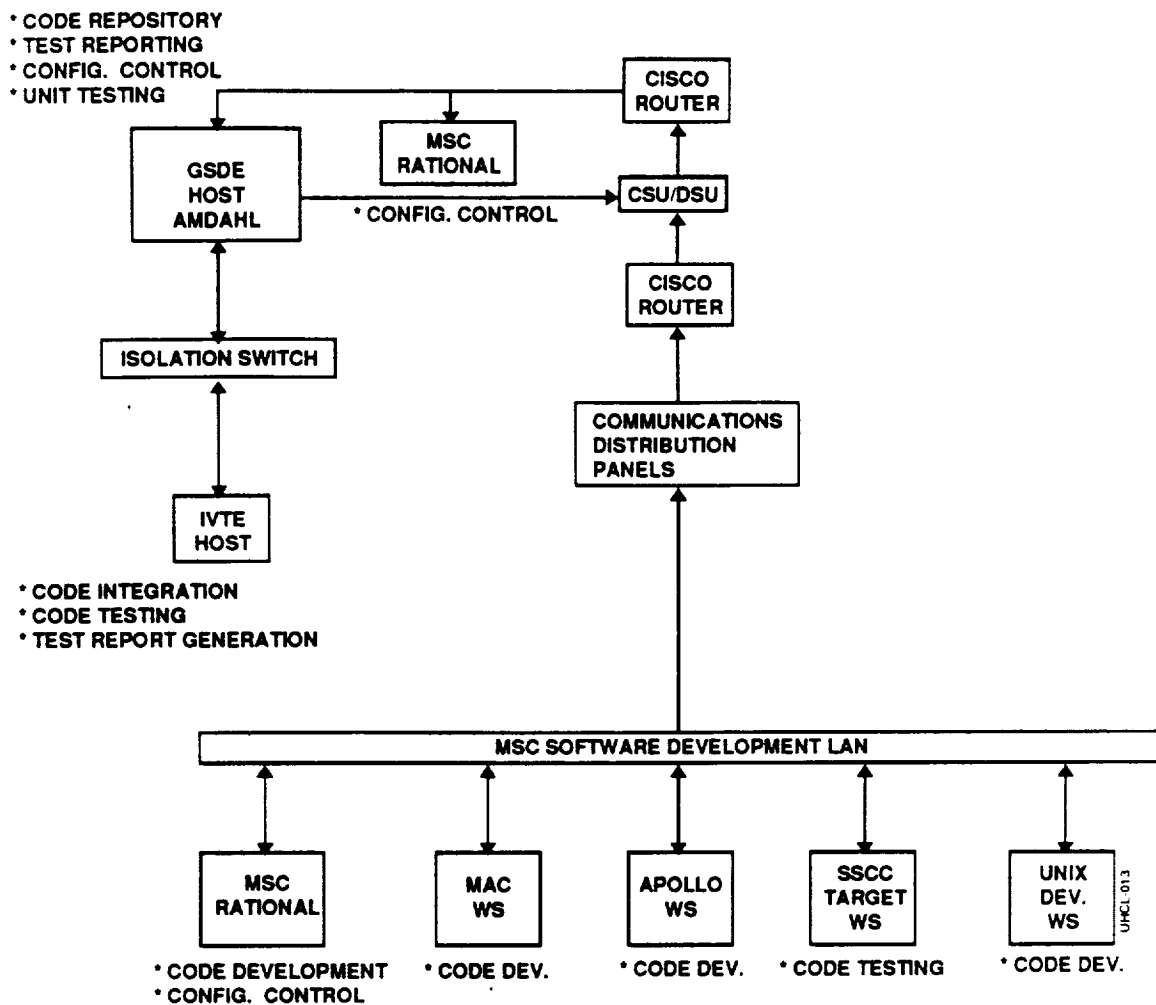 * CODE REPOSITORY
* TEST REPORTING
* CONFIG. CONTROL
* UNIT TESTING
CISCO
ROUTER
MSC
RATIONAL
GSDE
HOST
AMDAHL
CSU/DSU
* CONFIG. CONTROL
CISCO
ROUTER
ISOLATION SWITCH
COMMUNICATIONS
DISTRIBUTION
PANELS
IVTE
HOST
* CODE INTEGRATION
* CODE TESTING
* TEST REPORT GENERATION
MSC SOFTWARE DEVELOPMENT LAN
MSC
RATIONAL
MAC
WS
APOLLO
WS
SSCC
TARGET
WS
UNIX
DEV.
WS
UHCL-013
* CODE DEVELOPMENT
* CONFIG. CONTROL
* CODE DEV.
* CODE DEV.
* CODE TESTING
* CODE DEV.